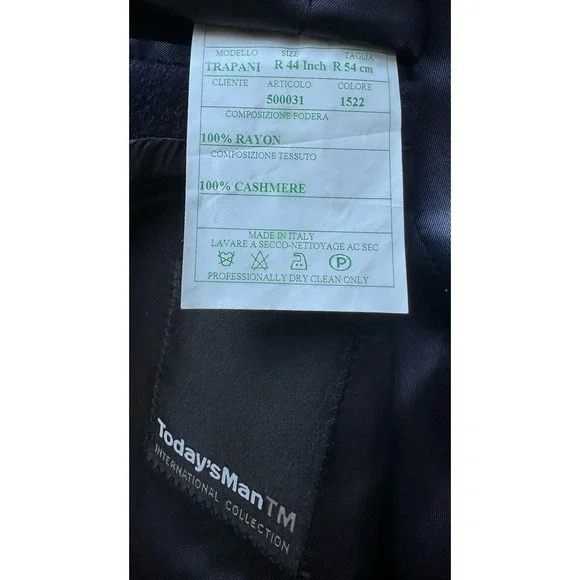 MODELLO SIZE TAGLIA
TRAPANI R 44 Inch R 54 cm
CLIENTE ARTICOLO COLORE
500031 1522
COMPOSIZIONE FODERA
100% RAYON
COMPOSIZIONE TESSUTO
100% CASHMERE
MADE IN ITALY
LAVARE A SECCO-NETTOYAGE AC SEC
P
PROFESSIONALLY DRY CLEAN ONLY
Today'sManTM
INTERNATIONAL COLLECTION